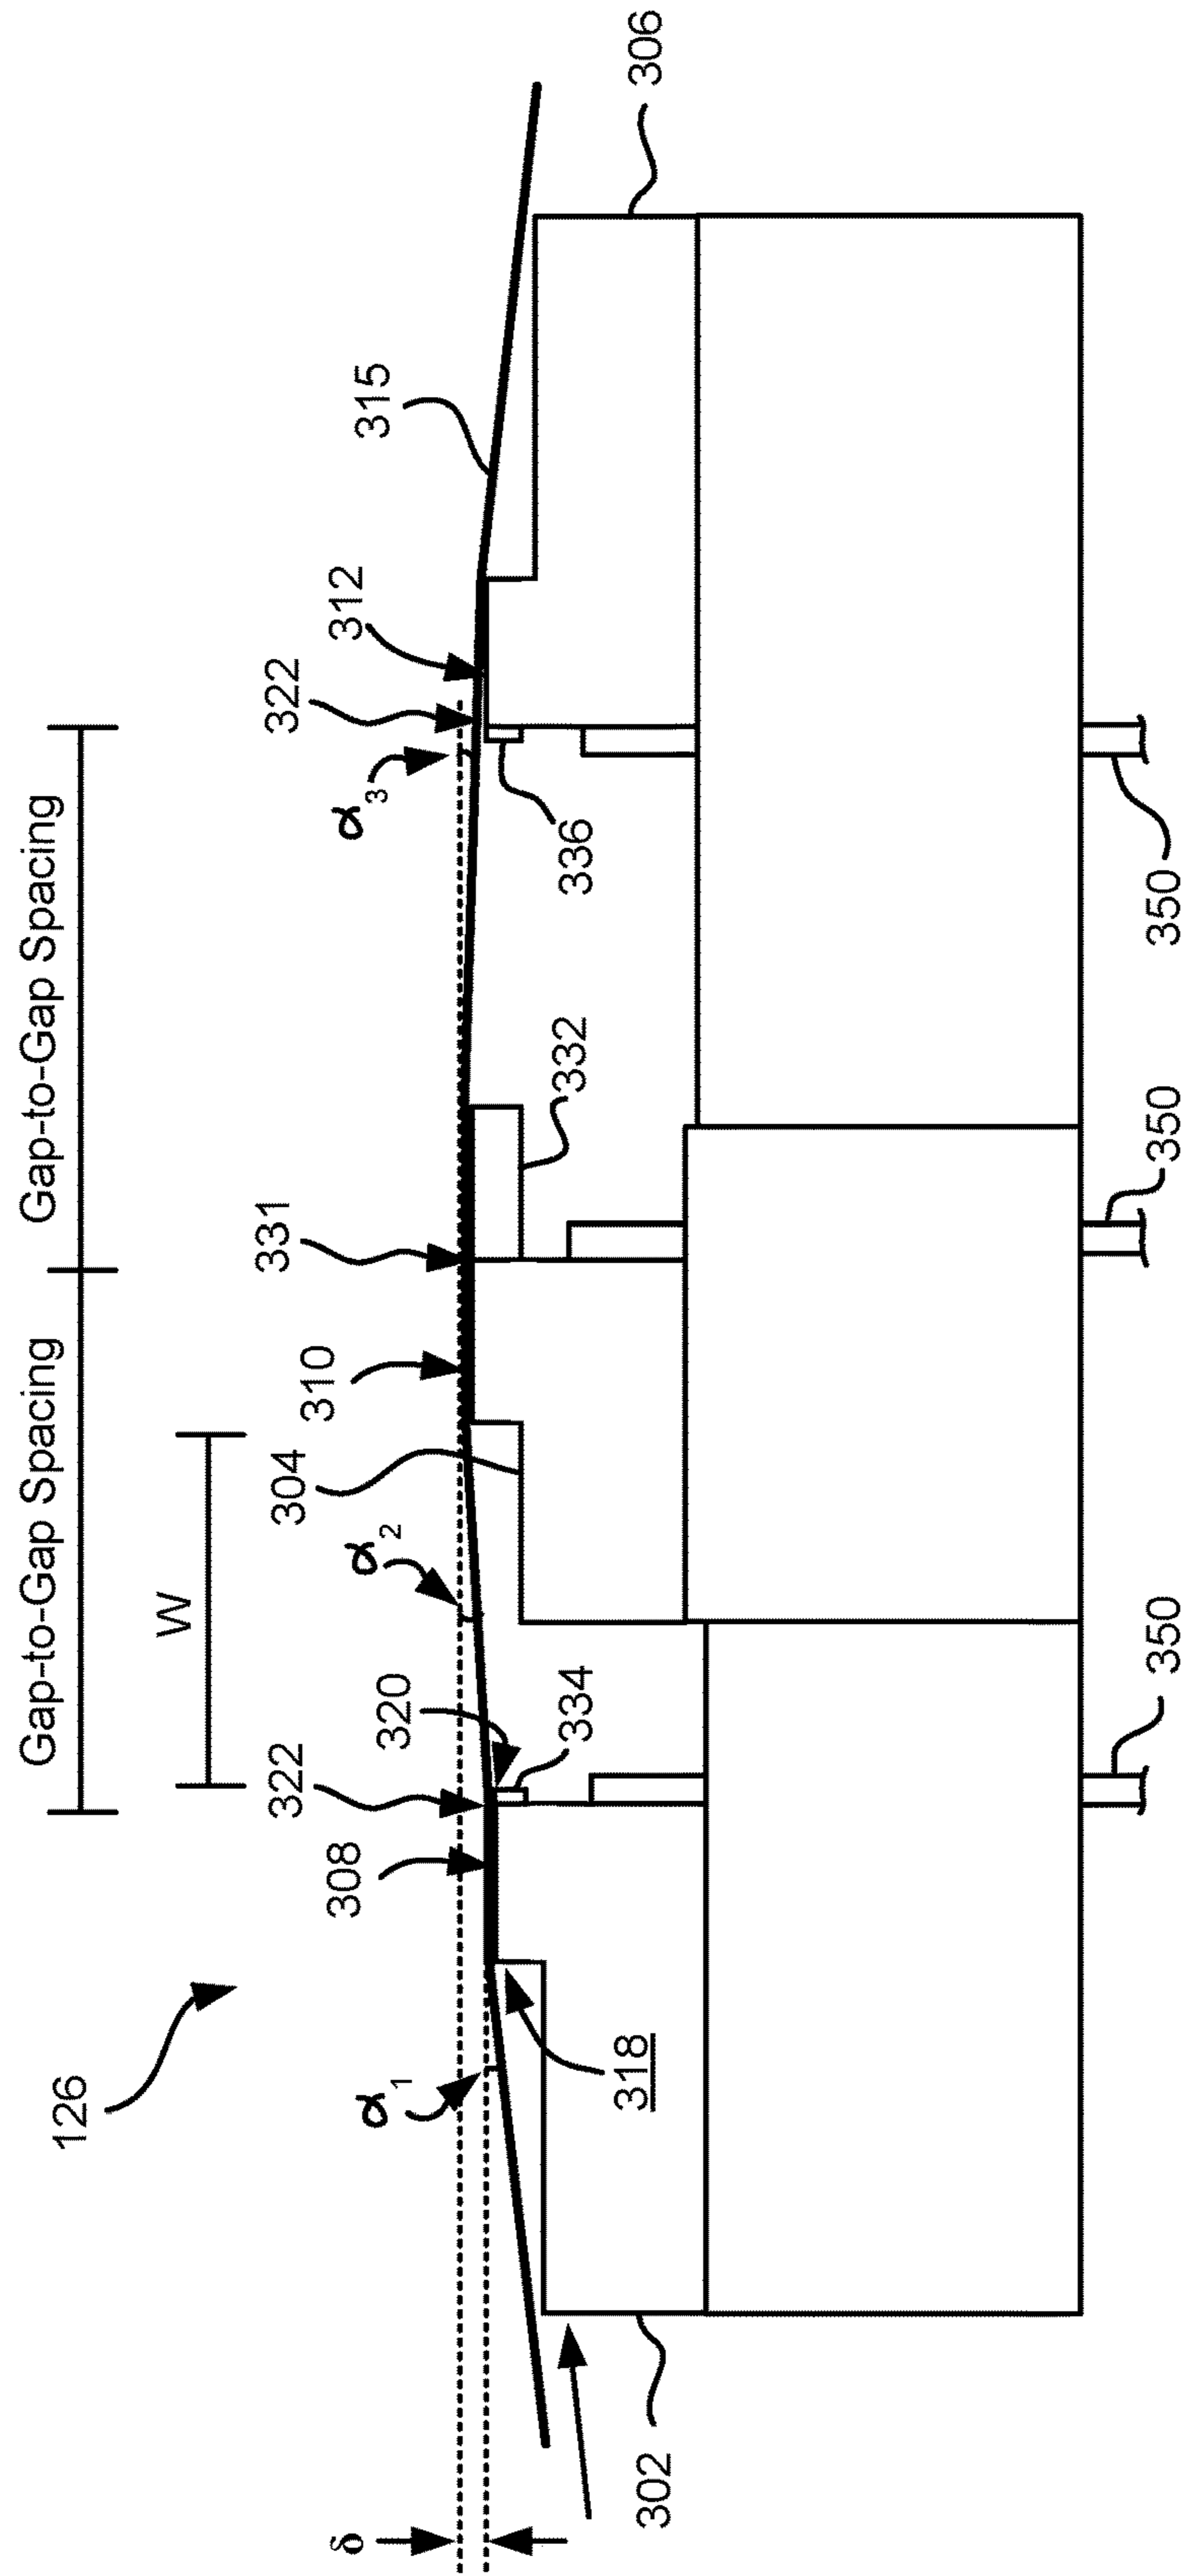 Gap-to-Gap Spacing
Gap-to-Gap Spacing
126
W
322
304
310
331
322
308
312
δ
α1
320
α2
α3
315
318
334
332
336
302
306
350
350
350